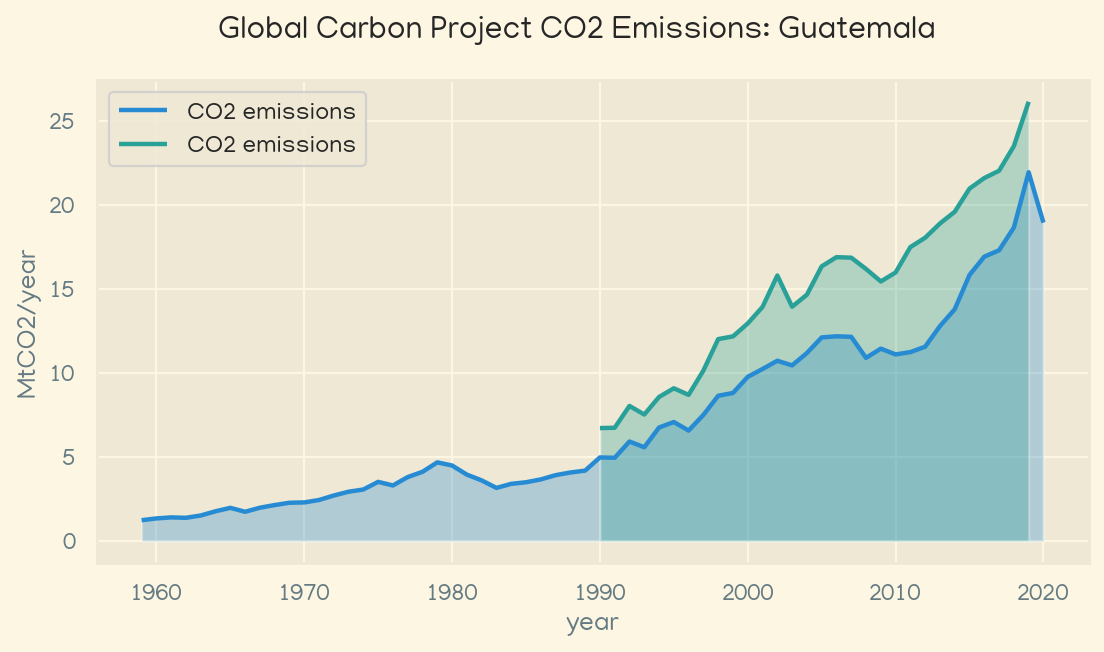 Global Carbon Project CO2 Emissions: Guatemala
CO2 emissions
CO2 emissions
MtCO2/year
25
20
15
10
5
0
1960 1970 1980 1990 2000 2010 2020
year